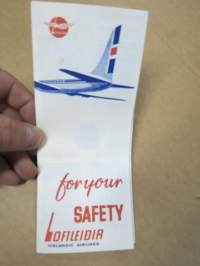 for your
SAFETY
LOFTLEIDIR
ICELANDIC AIRLINES